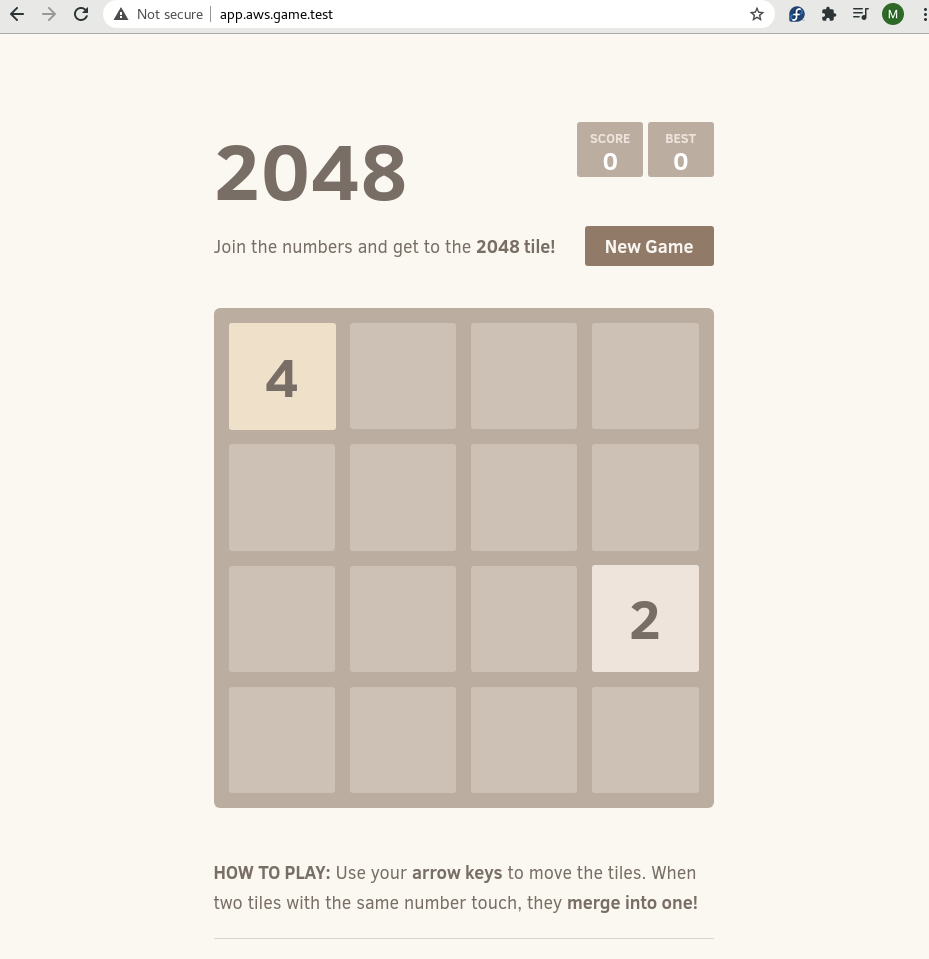 Not secure | app.aws.game.test
M
2048
SCORE
0
BEST
0
Join the numbers and get to the 2048 tile!
New Game
4
2
HOW TO PLAY: Use your arrow keys to move the tiles. When
two tiles with the same number touch, they merge into one!